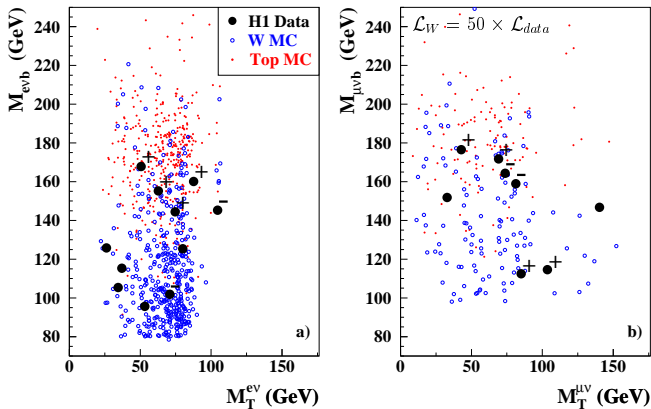 M_eνb (GeV)
240
220
200
180
160
140
120
100
80
0 50 100 150
M_T^eν (GeV)
H1 Data
W MC
Top MC
a)
M_μνb (GeV)
240
220
200
180
160
140
120
100
80
0 50 100 150
M_T^μν (GeV)
ℒ_W = 50 × ℒ_data
b)